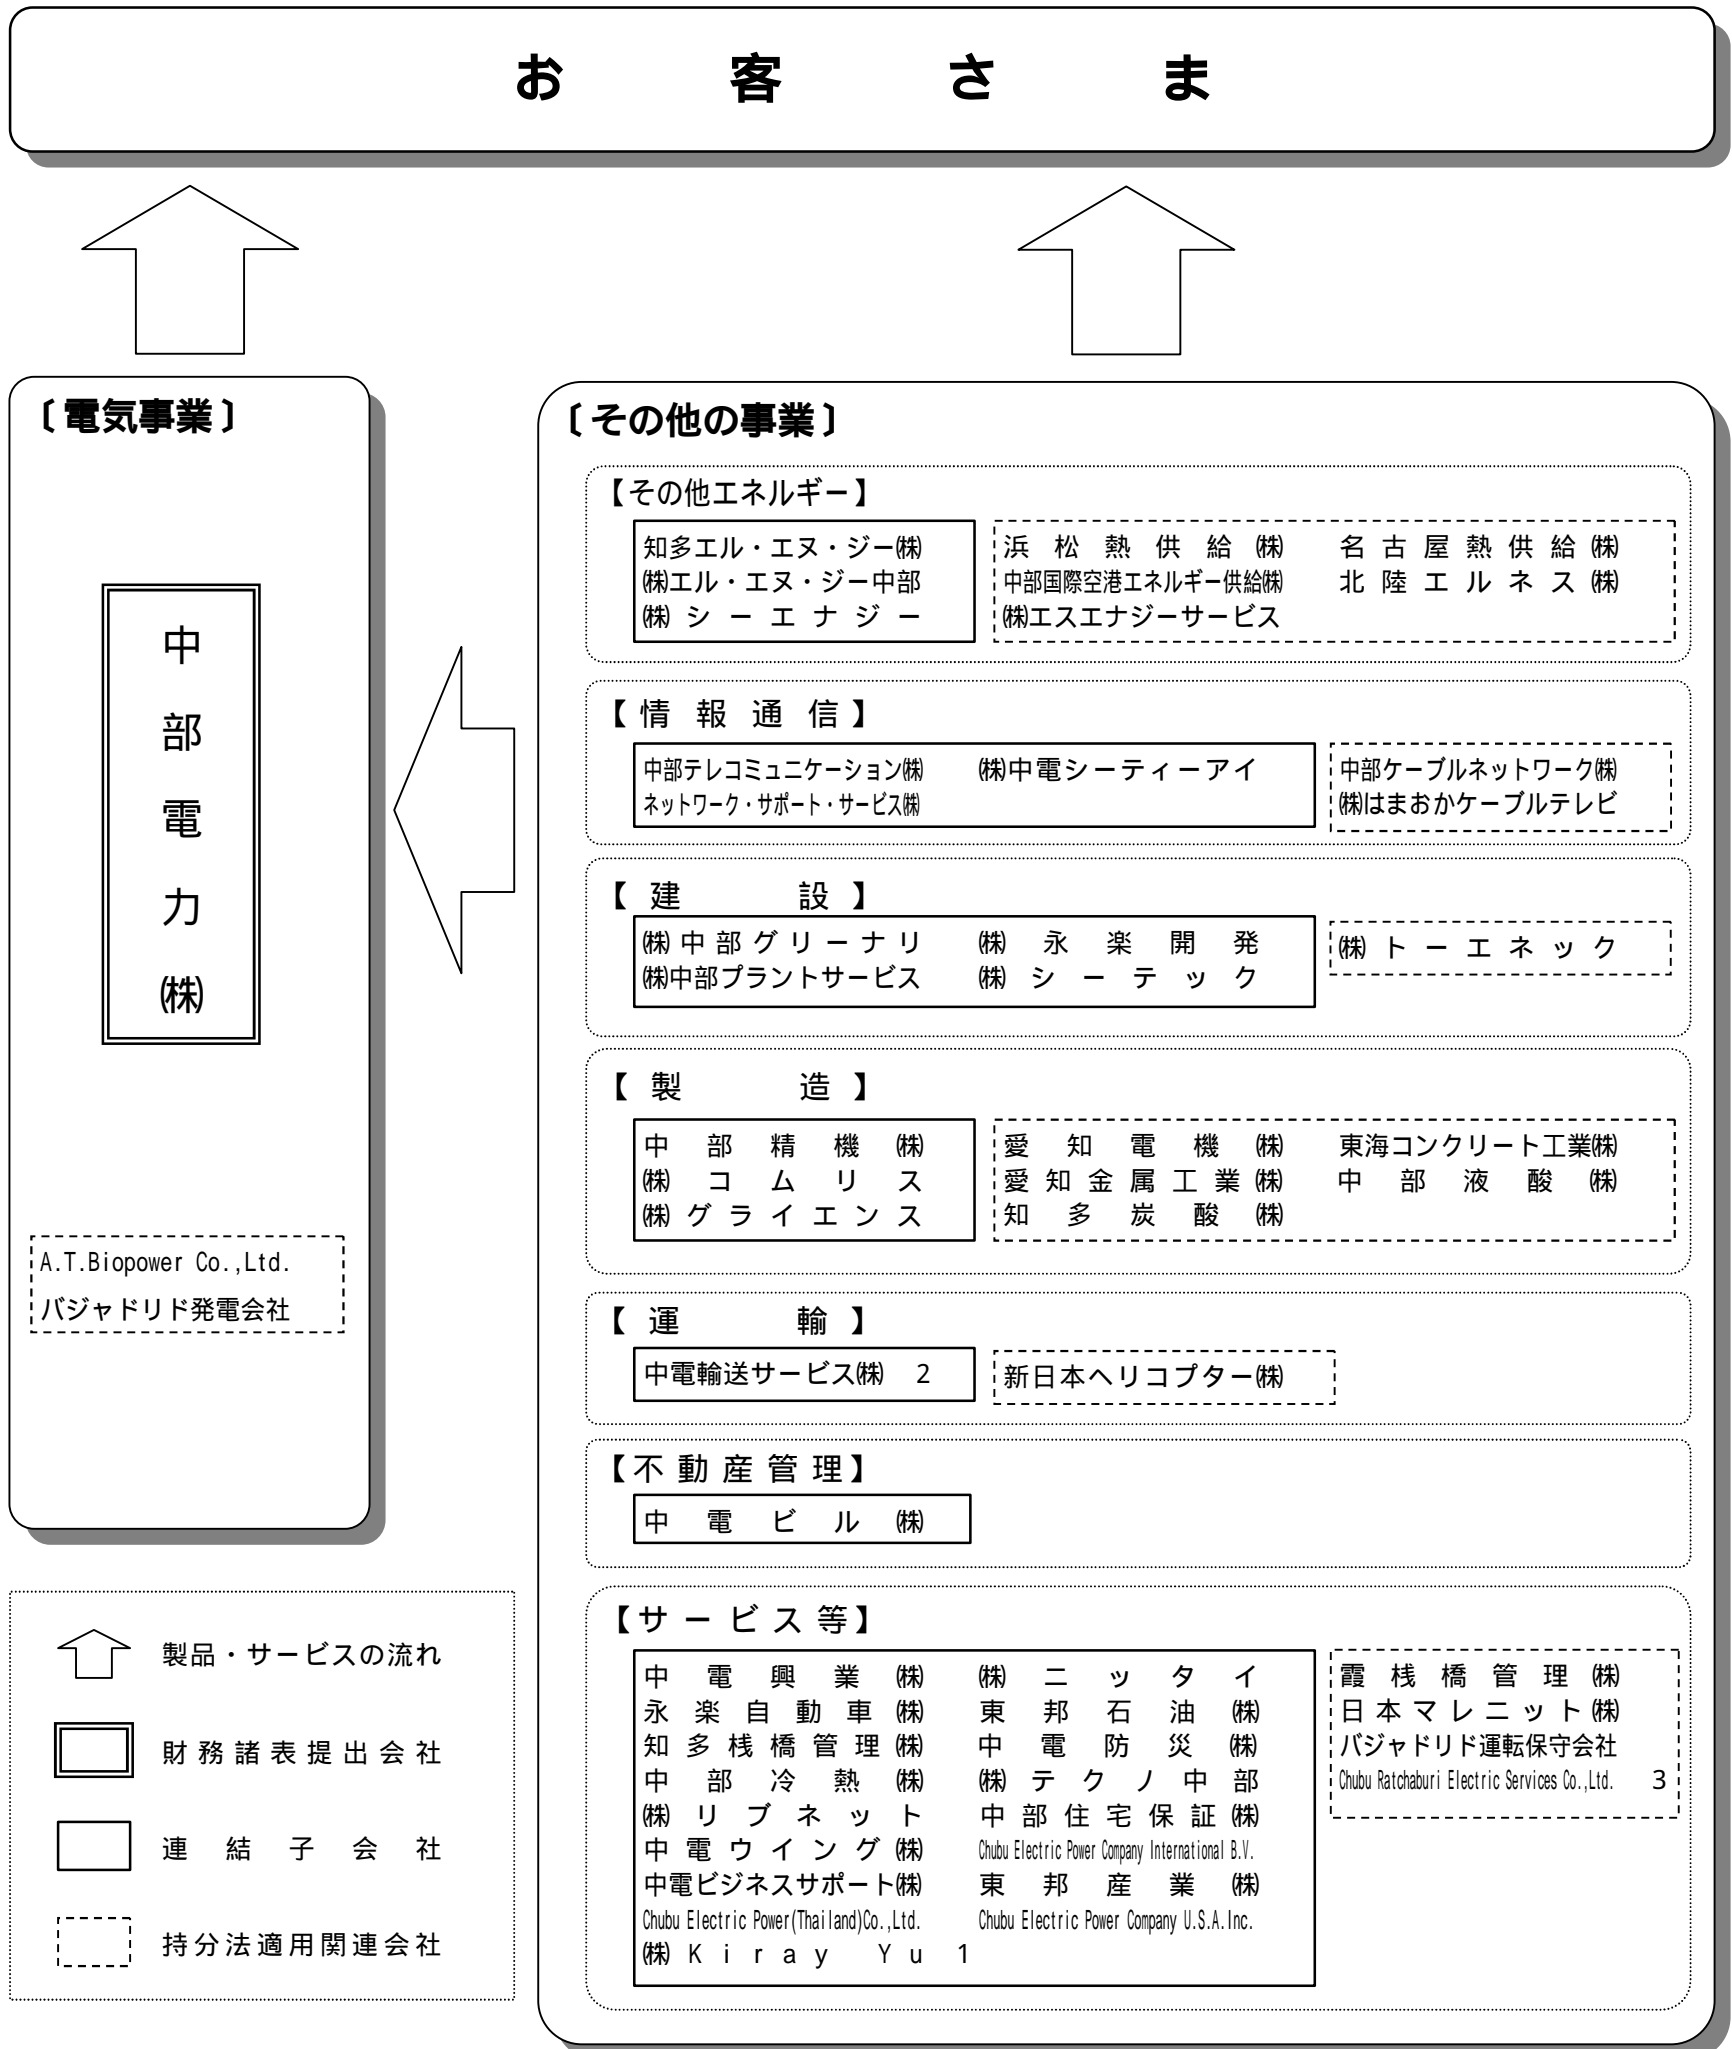 お客さま
〔電気事業〕
中部電力㈱
A.T.Biopower Co.,Ltd.
バジャドリド発電会社
〔その他の事業〕
【その他エネルギー】
知多エル・エヌ・ジー㈱
㈱エル・エヌ・ジー中部
㈱シーエナジー
浜松熱供給㈱ 名古屋熱供給㈱
中部国際空港エネルギー供給㈱ 北陸エルネス㈱
㈱エスエナジーサービス
【情報通信】
中部テレコミュニケーション㈱ ㈱中電シーティーアイ
ネットワーク・サポート・サービス㈱
中部ケーブルネットワーク㈱
㈱はまおかケーブルテレビ
【建設】
㈱中部グリーナリ ㈱永楽開発
㈱中部プラントサービス ㈱シーテック
㈱トーエネック
【製造】
中部精機㈱
㈱コムリス
㈱グライエンス
愛知電機㈱ 東海コンクリート工業㈱
愛知金属工業㈱ 中部液酸㈱
知多炭酸㈱
【運輸】
中電輸送サービス㈱ 2
新日本ヘリコプター㈱
【不動産管理】
中電ビル㈱
【サービス等】
中電興業㈱ ㈱ニッタイ
永楽自動車㈱ 東邦石油㈱
知多桟橋管理㈱ 中電防災㈱
中部冷熱㈱ ㈱テクノ中部
㈱リブネット 中部住宅保証㈱
中電ウイング㈱ Chubu Electric Power Company International B.V.
中電ビジネスサポート㈱ 東邦産業㈱
Chubu Electric Power(Thailand)Co.,Ltd. Chubu Electric Power Company U.S.A.Inc.
㈱Kiray Yu 1
霞桟橋管理㈱
日本マレニット㈱
バジャドリド運転保守会社
Chubu Ratchaburi Electric Services Co.,Ltd. 3
製品・サービスの流れ
財務諸表提出会社
連結子会社
持分法適用関連会社